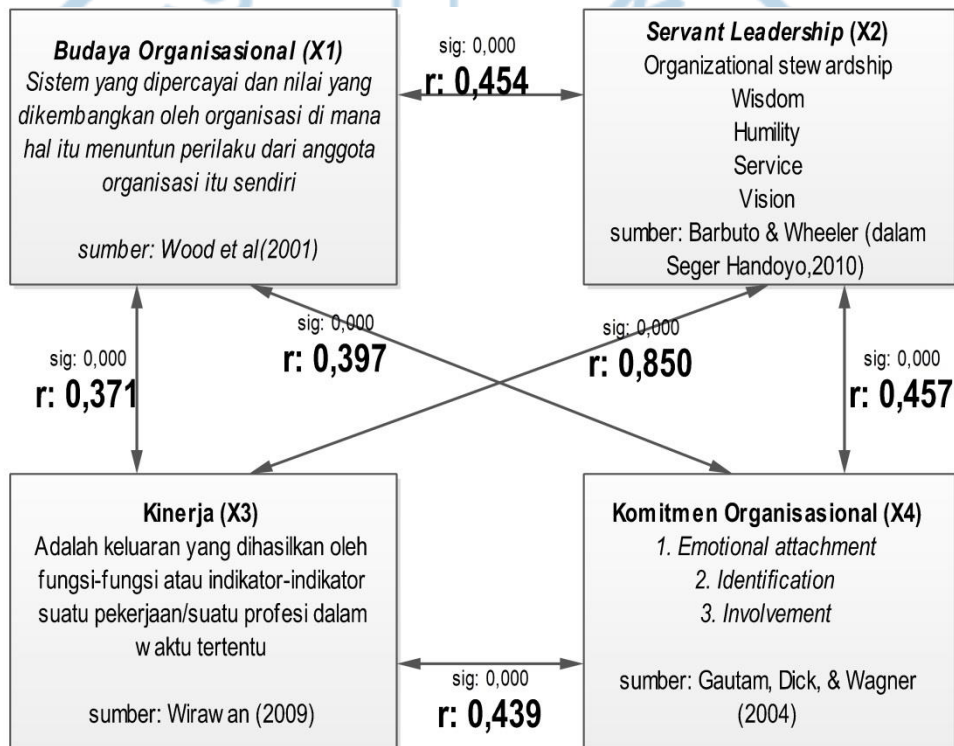 Budaya Organisasional (X1)
Sistem yang dipercayai dan nilai yang
dikembangkan oleh organisasi di mana
hal itu menuntun perilaku dari anggota
organisasi itu sendiri
sumber: Wood et al(2001)
sig: 0,000
r: 0,454
Servant Leadership (X2)
Organizational stewardship
Wisdom
Humility
Service
Vision
sumber: Barbuto & Wheeler (dalam
Seger Handoyo,2010)
sig: 0,000
r: 0,371
sig: 0,000
r: 0,397
sig: 0,000
r: 0,850
sig: 0,000
r: 0,457
Kinerja (X3)
Adalah keluaran yang dihasilkan oleh
fungsi-fungsi atau indikator-indikator
suatu pekerjaan/suatu profesi dalam
waktu tertentu
sumber: Wirawan (2009)
sig: 0,000
r: 0,439
Komitmen Organisasional (X4)
1. Emotional attachment
2. Identification
3. Involvement
sumber: Gautam, Dick, & Wagner
(2004)